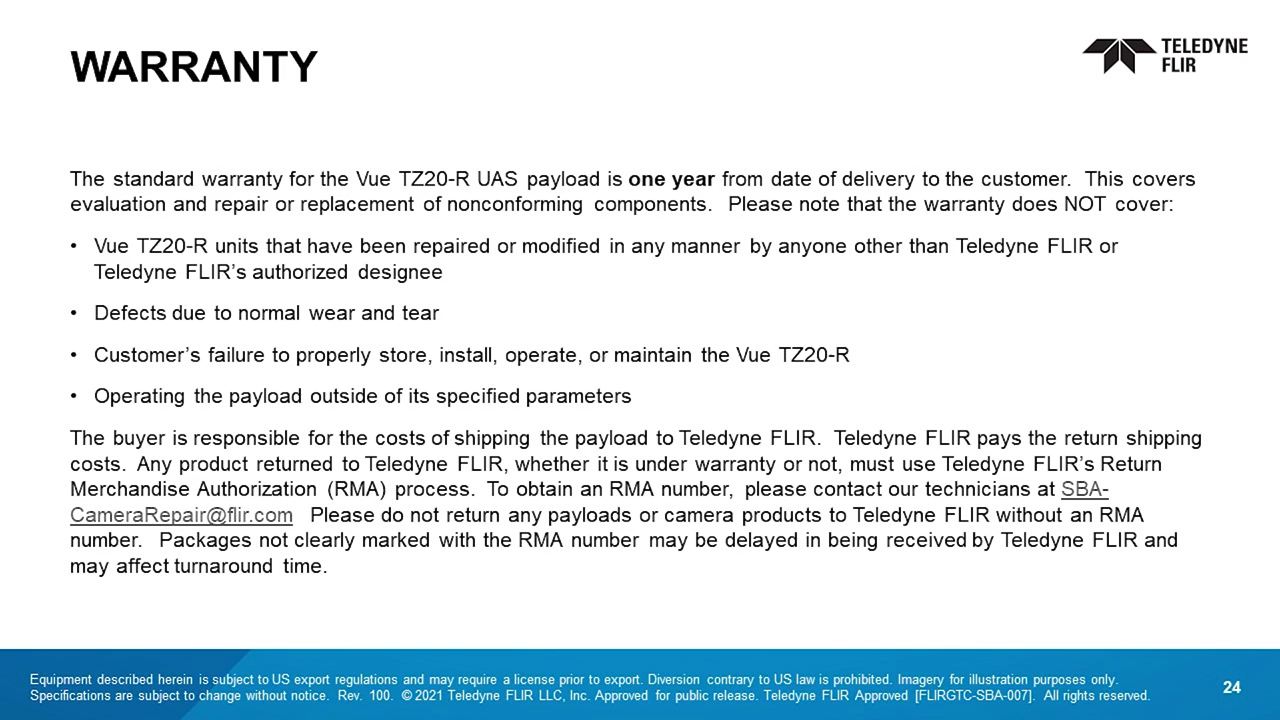 WARRANTY
TELEDYNE
FLIR
The standard warranty for the Vue TZ20-R UAS payload is one year from date of delivery to the customer.  This covers
evaluation and repair or replacement of nonconforming components.  Please note that the warranty does NOT cover:
• Vue TZ20-R units that have been repaired or modified in any manner by anyone other than Teledyne FLIR or
Teledyne FLIR’s authorized designee
• Defects due to normal wear and tear
• Customer’s failure to properly store, install, operate, or maintain the Vue TZ20-R
• Operating the payload outside of its specified parameters
The buyer is responsible for the costs of shipping the payload to Teledyne FLIR.  Teledyne FLIR pays the return shipping
costs.  Any product returned to Teledyne FLIR, whether it is under warranty or not, must use Teledyne FLIR’s Return
Merchandise Authorization (RMA) process.  To obtain an RMA number, please contact our technicians at SBA-
CameraRepair@flir.com  Please do not return any payloads or camera products to Teledyne FLIR without an RMA
number.  Packages not clearly marked with the RMA number may be delayed in being received by Teledyne FLIR and
may affect turnaround time.
Equipment described herein is subject to US export regulations and may require a license prior to export. Diversion contrary to US law is prohibited. Imagery for illustration purposes only.
Specifications are subject to change without notice.  Rev. 100.  © 2021 Teledyne FLIR LLC, Inc. Approved for public release. Teledyne FLIR Approved [FLIRGTC-SBA-007].  All rights reserved.
24